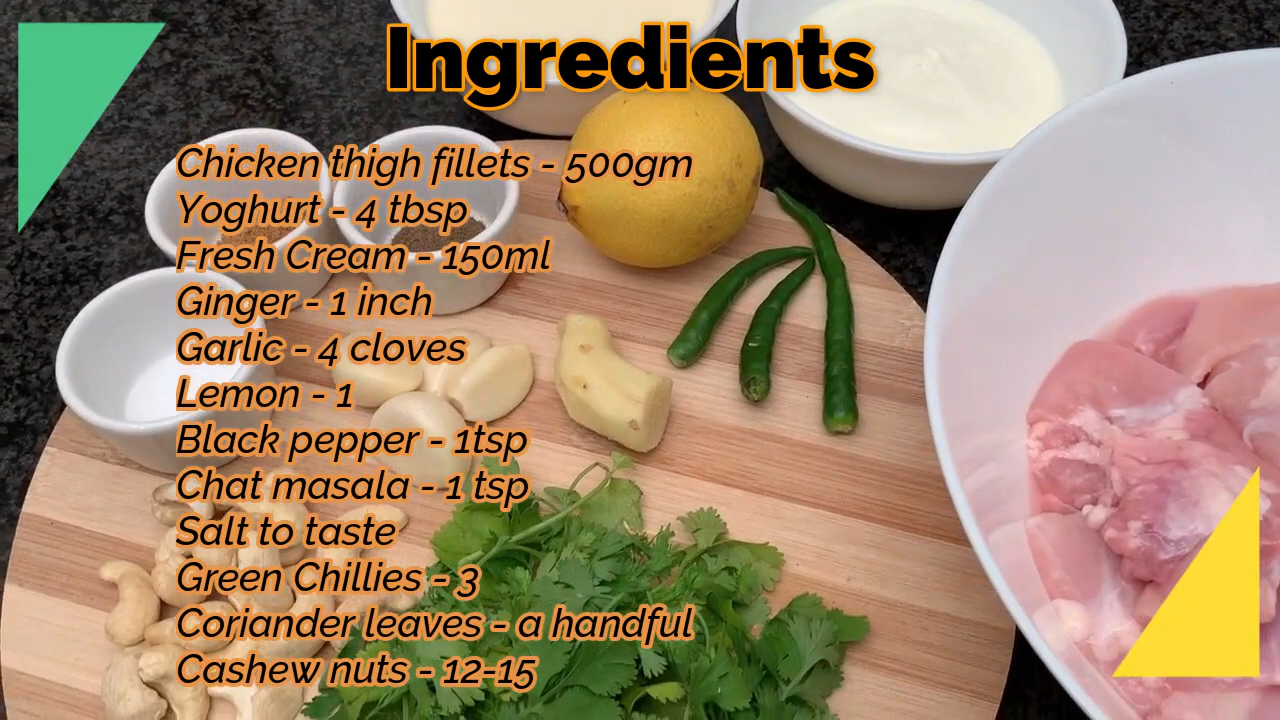 Ingredients
Chicken thigh fillets - 500gm
Yoghurt - 4 tbsp
Fresh Cream - 150ml
Ginger - 1 inch
Garlic - 4 cloves
Lemon - 1
Black pepper - 1tsp
Chat masala - 1 tsp
Salt to taste
Green Chillies - 3
Coriander leaves - a handful
Cashew nuts - 12-15